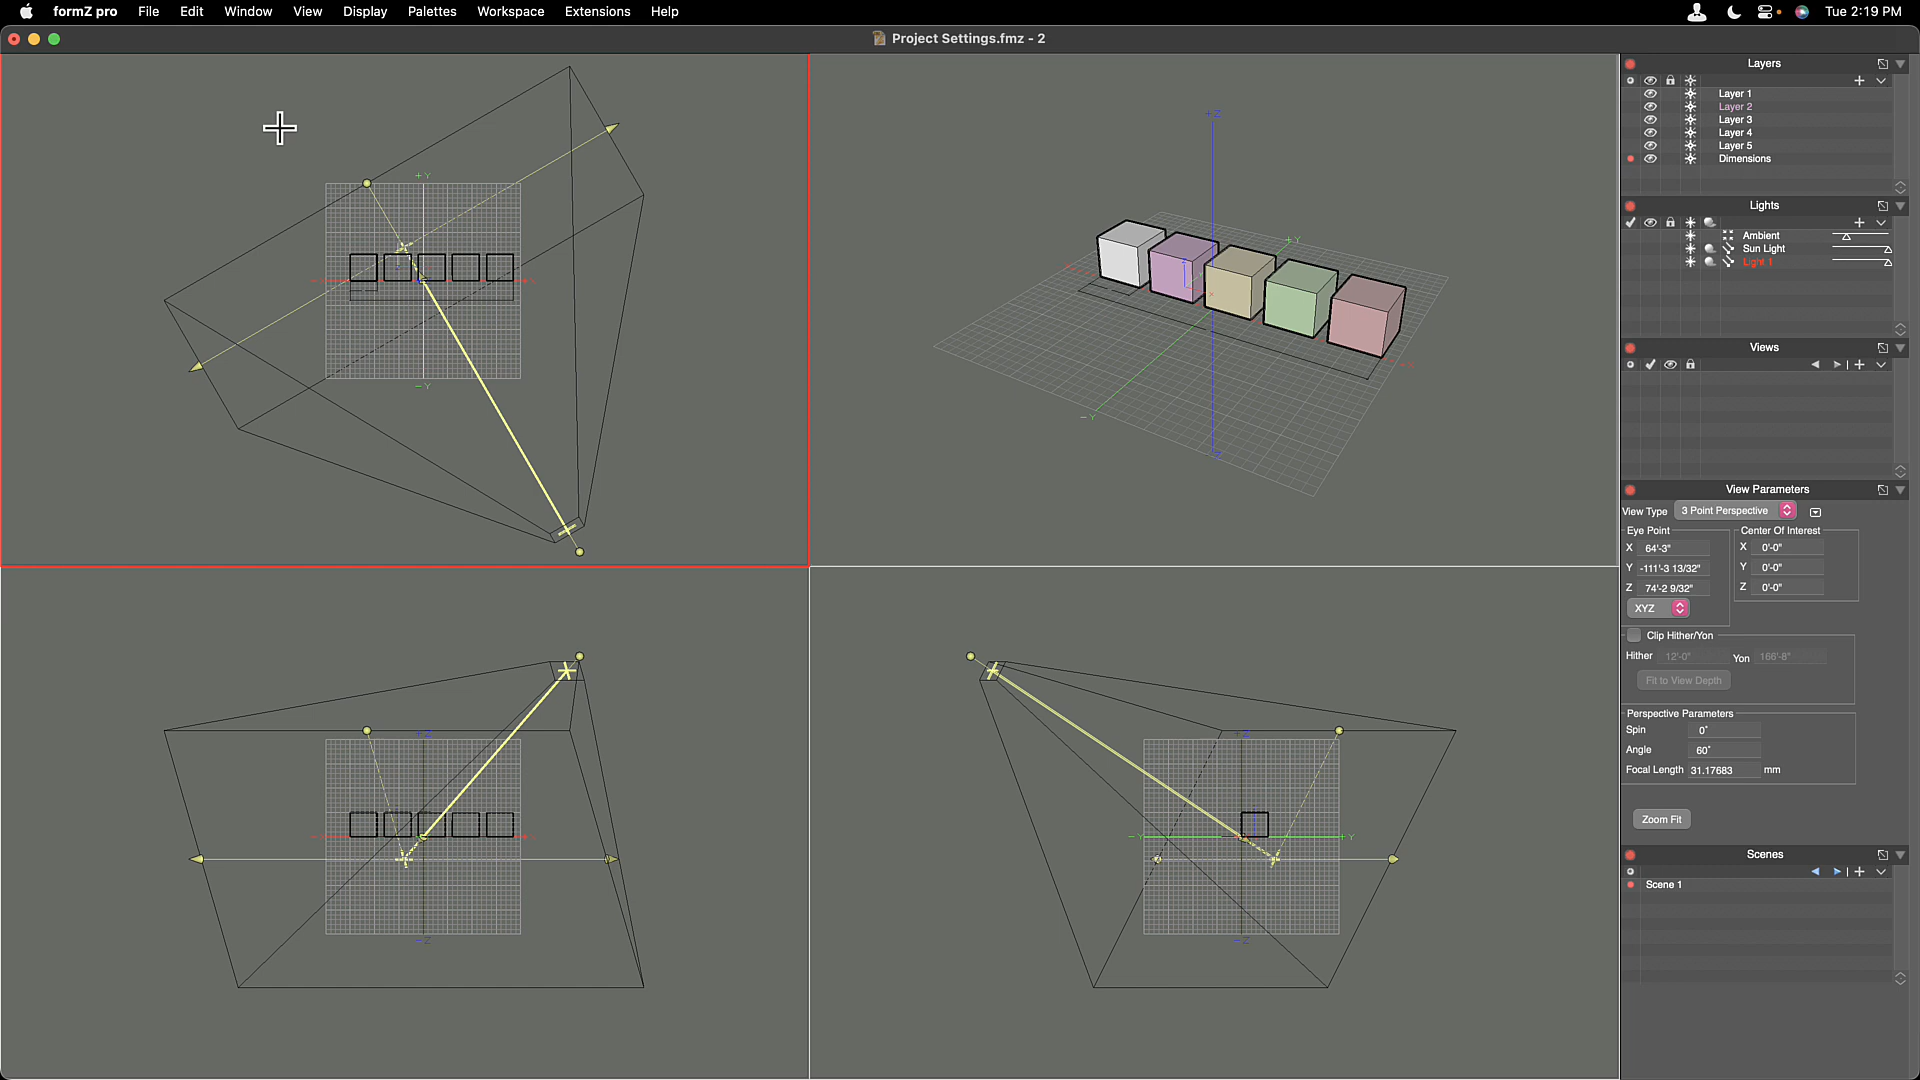 formZ pro File Edit Window View Display Palettes Workspace Extensions Help Tue 2:19 PM
Project Settings.fmz - 2
+Y
-Y
+Z
+Y
-Y
+X
-Z
+Z
-Z
+Z
-Y
+Y
-Z
Layers
Layer 1
Layer 2
Layer 3
Layer 4
Layer 5
Dimensions
Lights
Ambient
Sun Light
Light 1
Views
View Parameters
View Type 3 Point Perspective
Eye Point Center Of Interest
X 64'-3" X 0'-0"
Y -111'-3 13/32" Y 0'-0"
Z 74'-2 9/32" Z 0'-0"
XYZ
Clip Hither/Yon
Hither 12'-0" Yon 166'-8"
Fit to View Depth
Perspective Parameters
Spin 0°
Angle 60°
Focal Length 31.17683 mm
Zoom Fit
Scenes
Scene 1